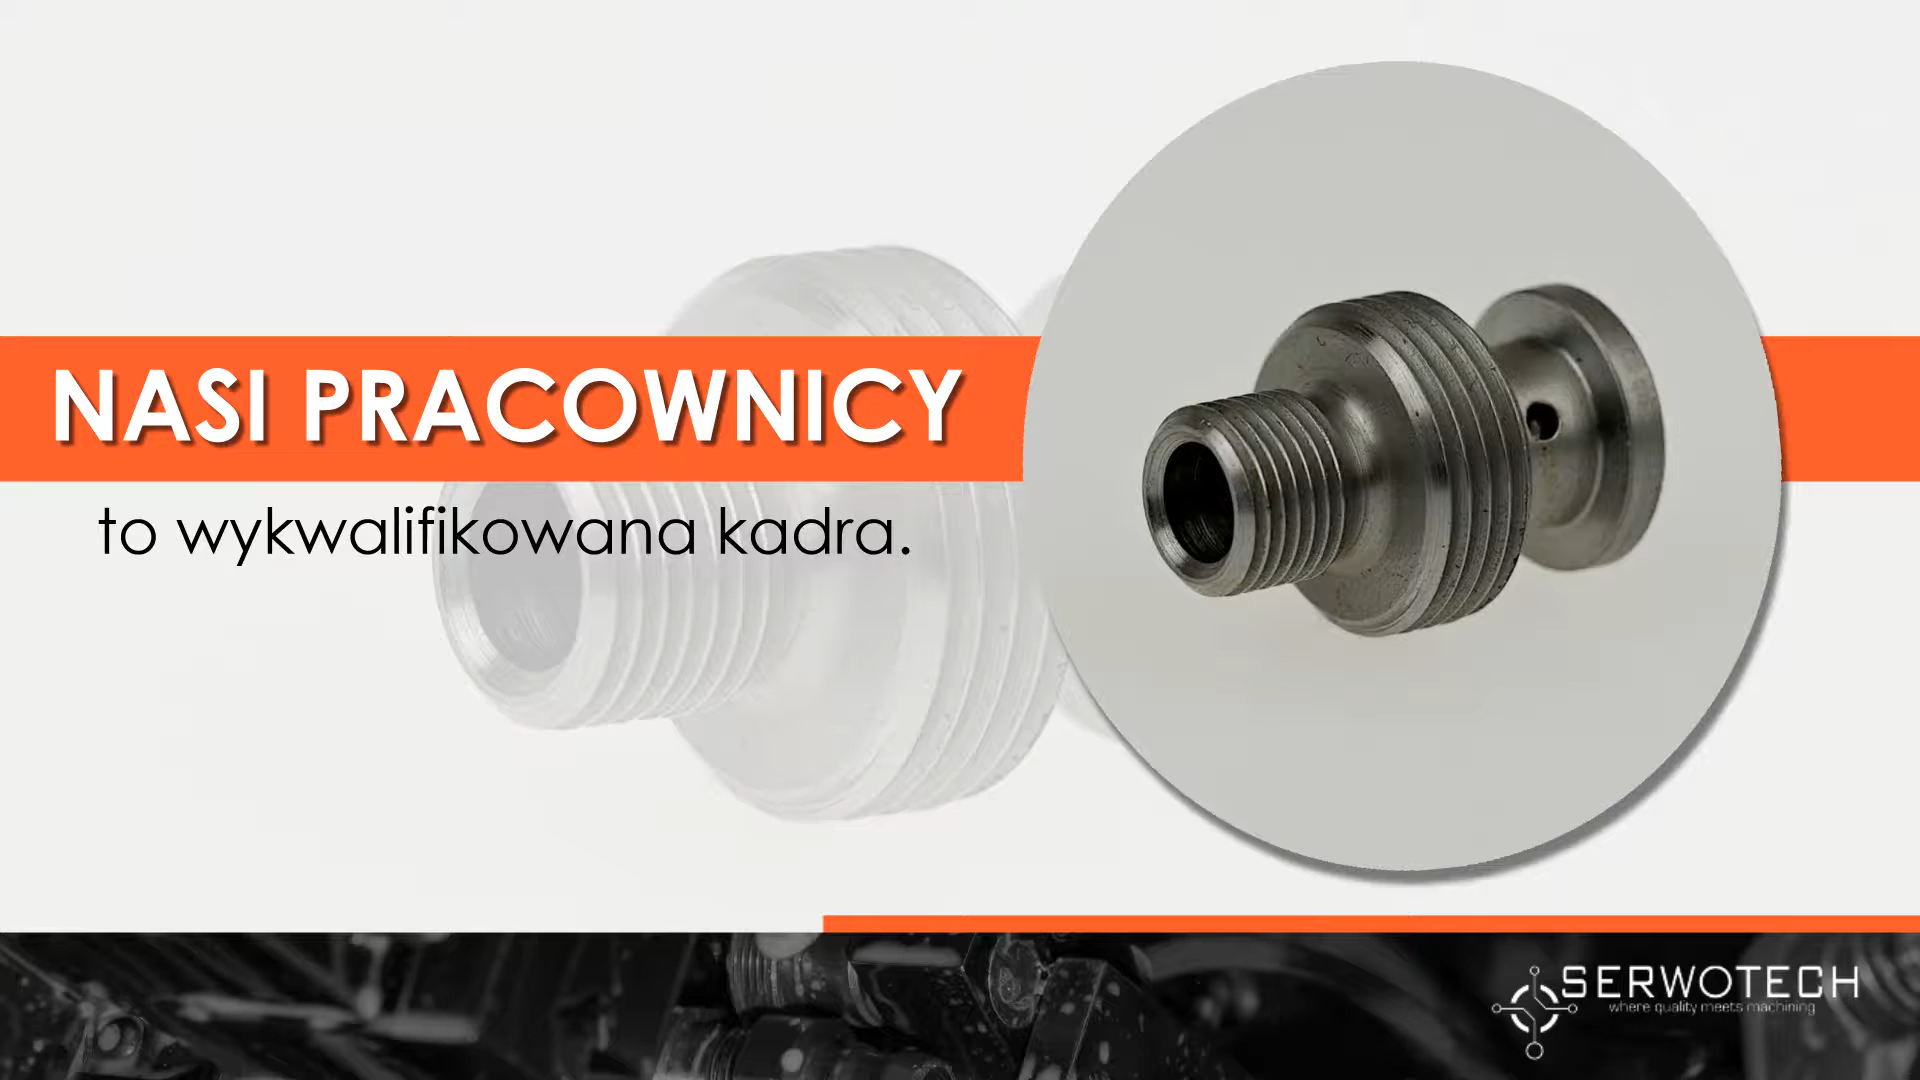 NASI PRACOWNICY
to wykwalifikowana kadra.
SERWOTECH
where quality meets machining